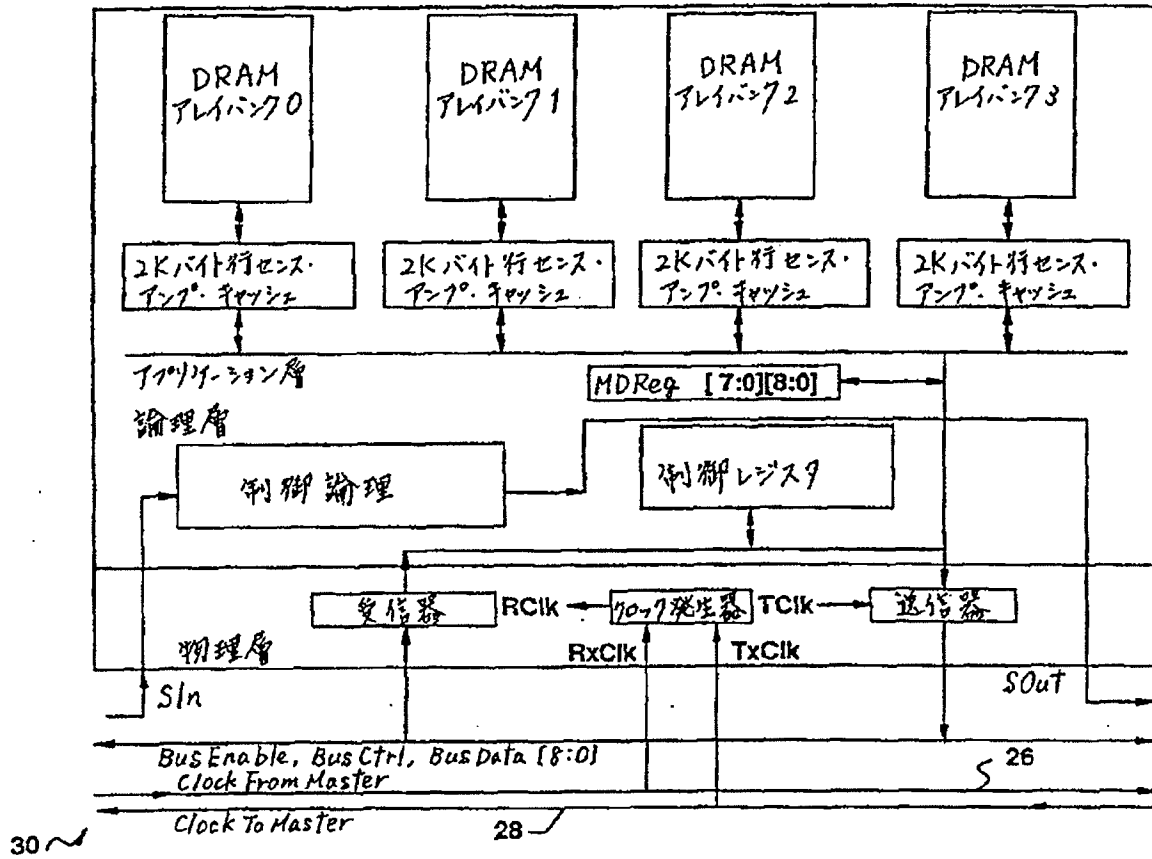 DRAM
アレイバンク0
DRAM
アレイバンク1
DRAM
アレイバンク2
DRAM
アレイバンク3
2Kバイト行センス・
アンプ・キャッシュ
2Kバイト行センス・
アンプ・キャッシュ
2Kバイト行センス・
アンプ・キャッシュ
2Kバイト行センス・
アンプ・キャッシュ
アプリケーション層
MDReg [7:0][8:0]
論理層
制御論理
制御レジスタ
受信器
RClk
クロック発生器
TClk
送信器
物理層
RxClk
TxClk
SIn
SOut
Bus Enable, Bus Ctrl, Bus Data [8:0]
26
Clock From Master
Clock To Master
28
30